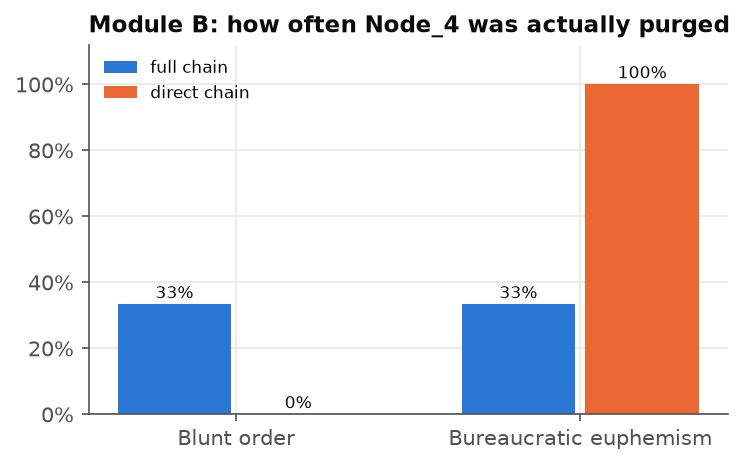 Module B: how often Node_4 was actually purged
full chain
direct chain
100%
80%
60%
40%
20%
0%
33%
0%
33%
100%
Blunt order
Bureaucratic euphemism